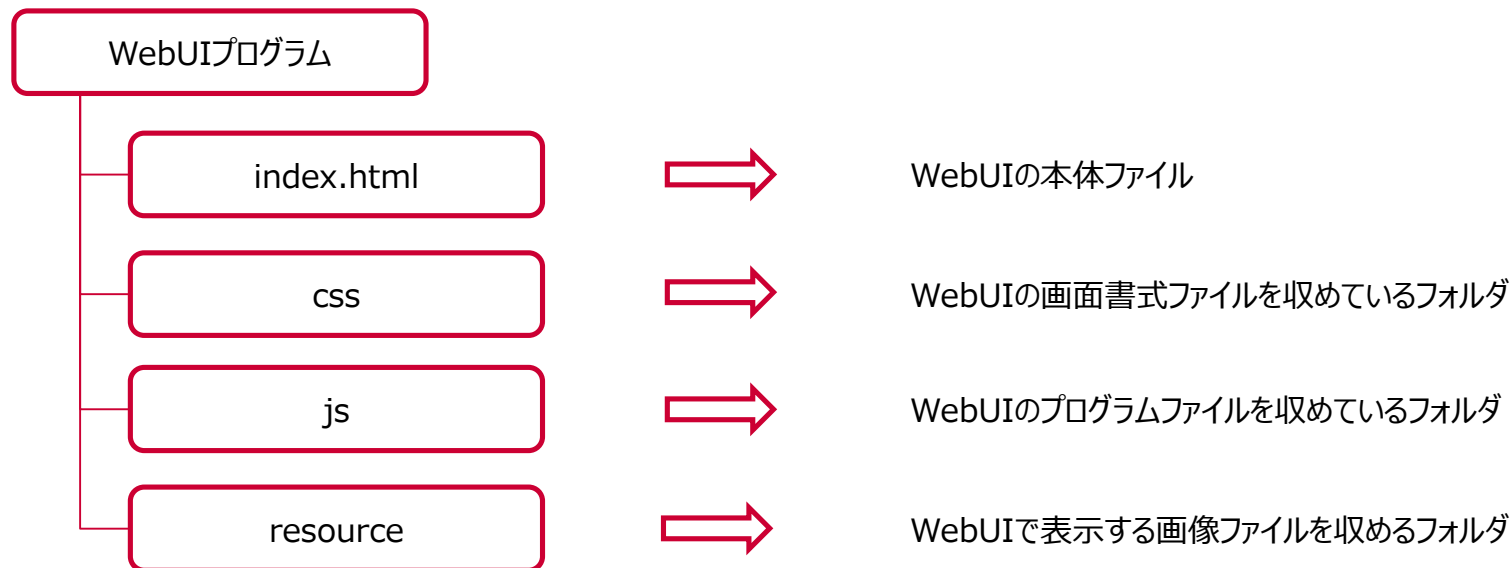 WebUIプログラム
index.html
WebUIの本体ファイル
css
WebUIの画面書式ファイルを収めているフォルダ
js
WebUIのプログラムファイルを収めているフォルダ
resource
WebUIで表示する画像ファイルを収めるフォルダ